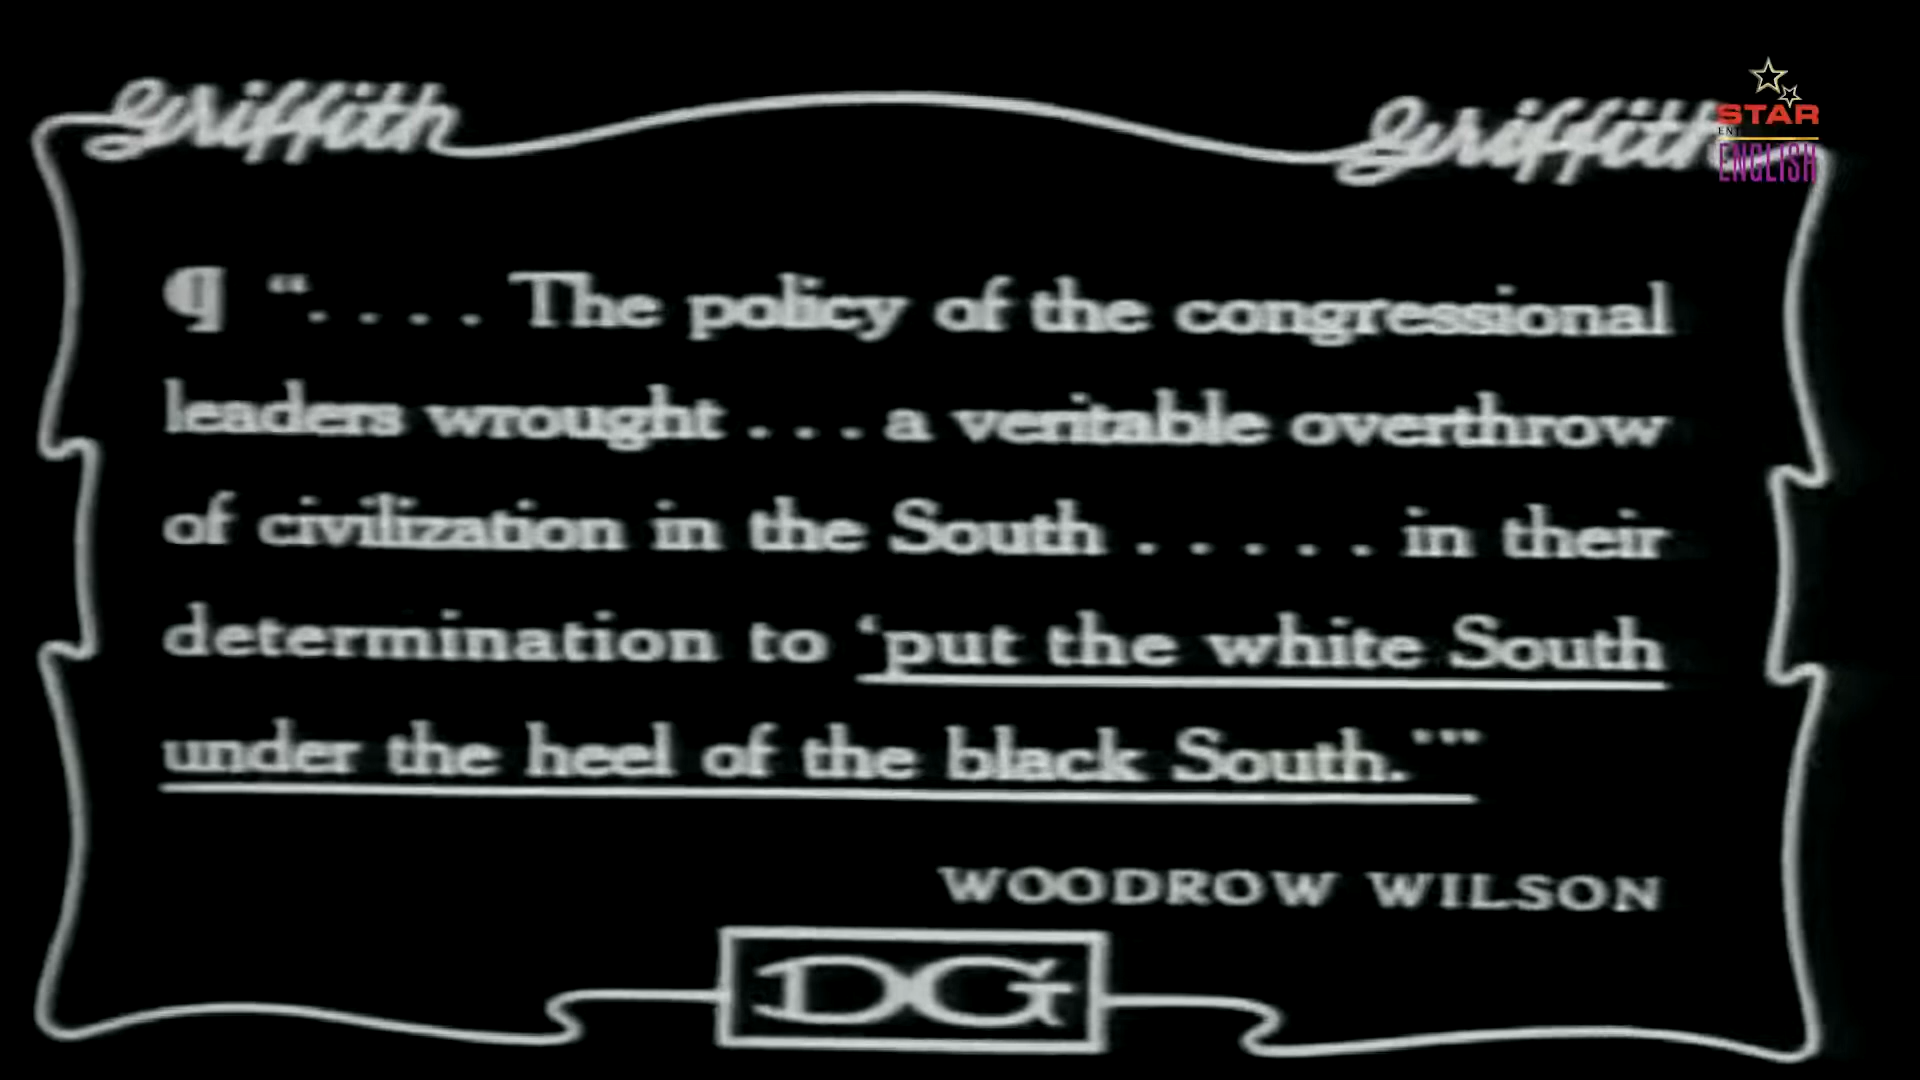 Griffith Griffith
STAR
ENGLISH
¶ “. . . . The policy of the congressional
leaders wrought . . . a veritable overthrow
of civilization in the South . . . . . in their
determination to ‘put the white South
under the heel of the black South.’”
WOODROW WILSON
DG